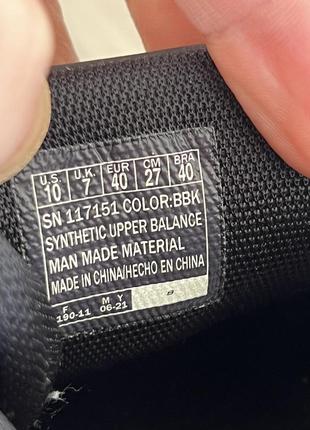 U.S. U.K. EUR CM BRA
10 7 40 27 40
SN 117151 COLOR:BBK
SYNTHETIC UPPER BALANCE
MAN MADE MATERIAL
MADE IN CHINA/HECHO EN CHINA
F M Y
190-11 06-21